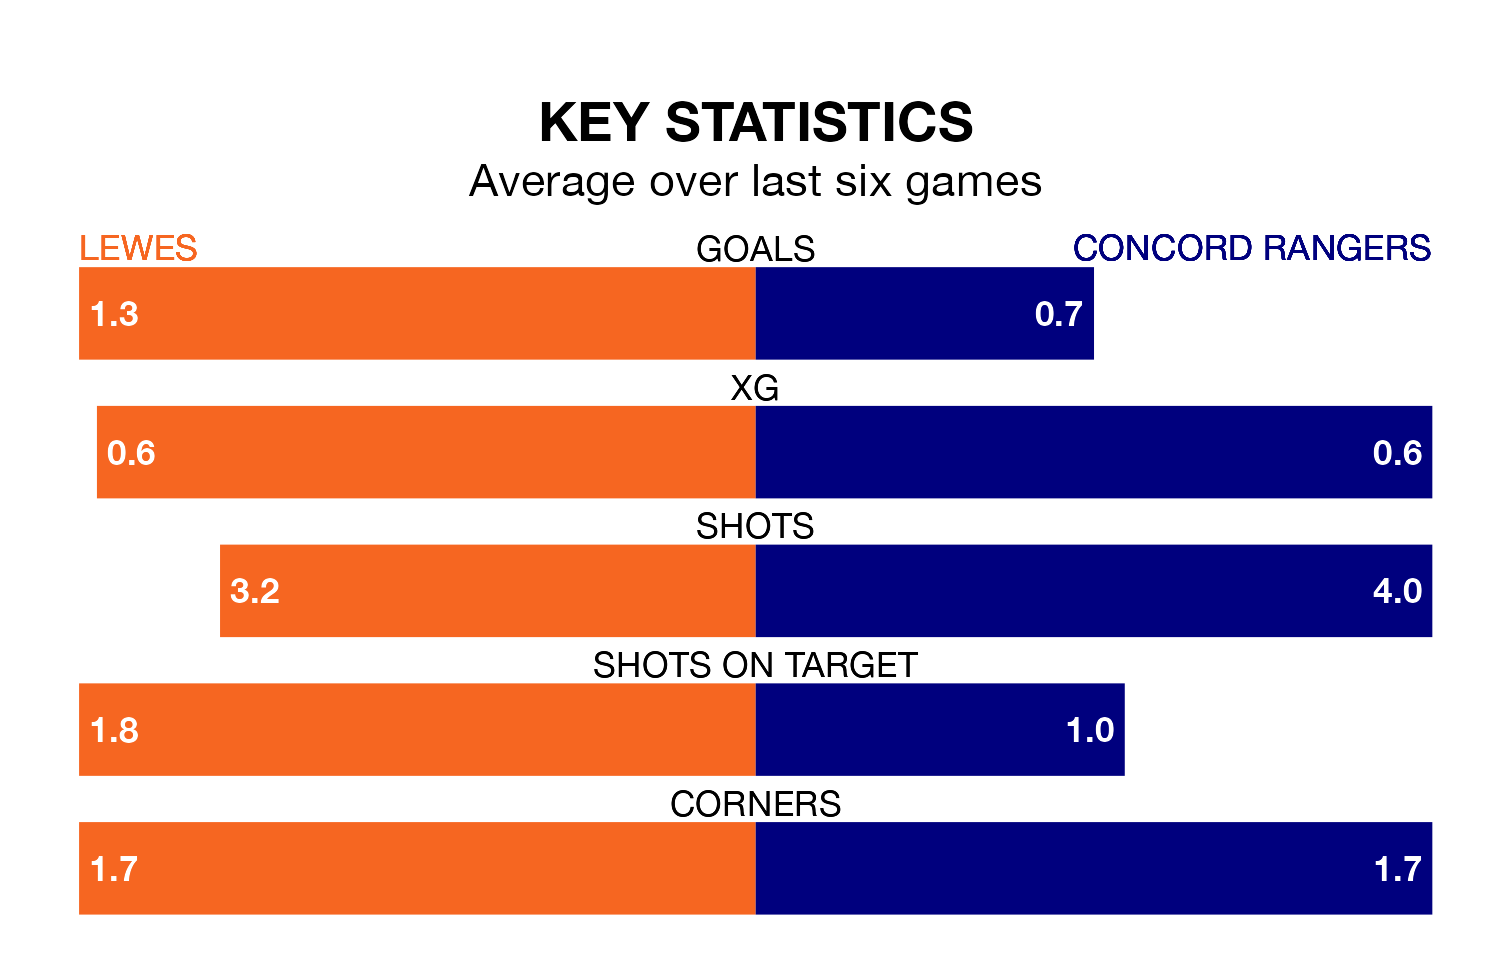 KEY STATISTICS
Average over last six games
LEWES GOALS CONCORD RANGERS
1.3 0.7
XG
0.6 0.6
SHOTS
3.2 4.0
SHOTS ON TARGET
1.8 1.0
CORNERS
1.7 1.7